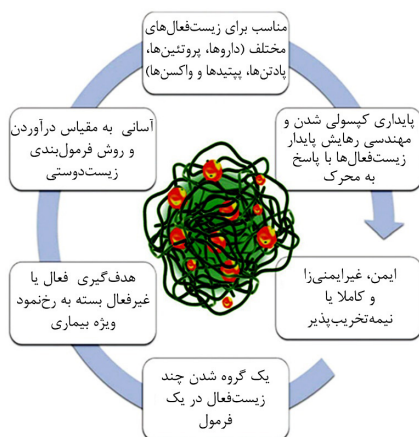 مناسب برای زیست‌فعال‌های
مختلف (داروها، پروتئین‌ها،
پادتن‌ها، پپتیدها و واکسن‌ها)
پایداری کپسولی شدن و
مهندسی رهایش پایدار
زیست‌فعال‌ها با پاسخ
به محرک
ایمن، غیرایمنی‌زا
و کاملا یا
نیمه‌تخریب‌پذیر
یک گروه شدن چند
زیست‌فعال در یک
فرمول
هدف‌گیری فعال یا
غیرفعال بسته به رخ‌نمود
ویژه بیماری
آسانی به مقیاس درآوردن
و روش فرمول‌بندی
زیست‌دوستی